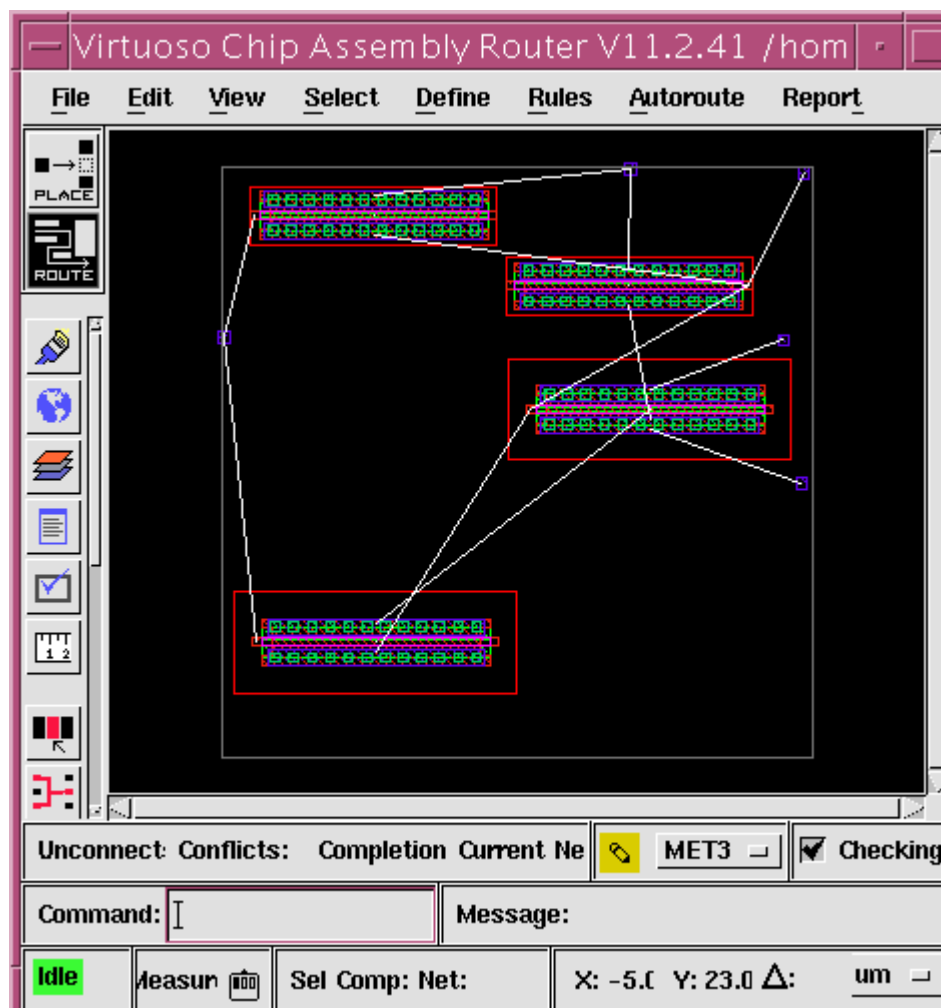 Virtuoso Chip Assembly Router V11.2.41 /hom
File Edit View Select Define Rules Autoroute Report
PLACE
ROUTE
1 2
Unconnect Conflicts: Completion Current Ne MET3 Checking
Command: Message:
Idle Measur Sel Comp: Net: X: -5.0 Y: 23.0 Δ: um